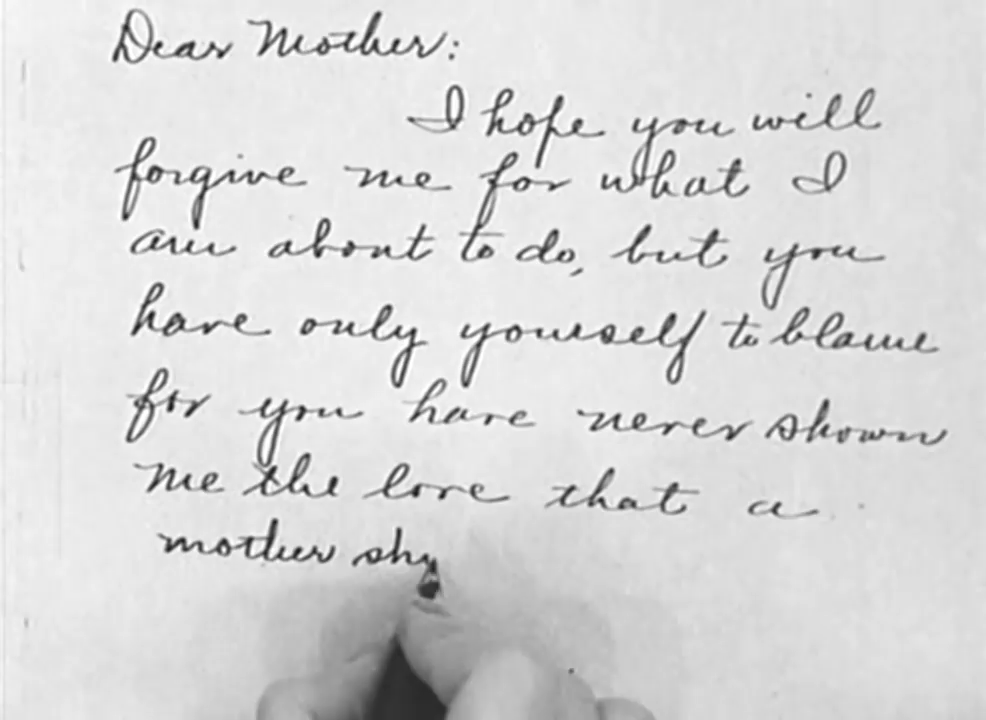 Dear Mother:
I hope you will
forgive me for what I
am about to do, but you
have only yourself to blame
for you have never shown
me the love that a
mother sh